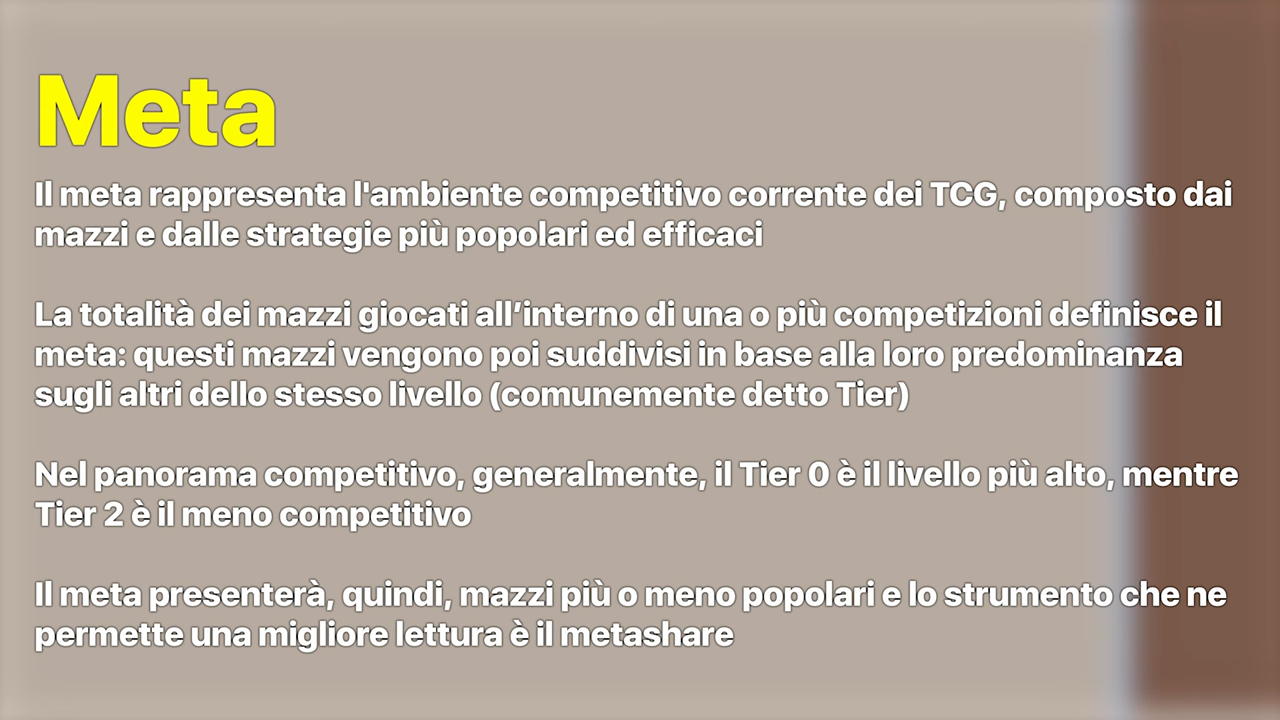 Meta
Il meta rappresenta l'ambiente competitivo corrente dei TCG, composto dai
mazzi e dalle strategie più popolari ed efficaci
La totalità dei mazzi giocati all’interno di una o più competizioni definisce il
meta: questi mazzi vengono poi suddivisi in base alla loro predominanza
sugli altri dello stesso livello (comunemente detto Tier)
Nel panorama competitivo, generalmente, il Tier 0 è il livello più alto, mentre
Tier 2 è il meno competitivo
Il meta presenterà, quindi, mazzi più o meno popolari e lo strumento che ne
permette una migliore lettura è il metashare